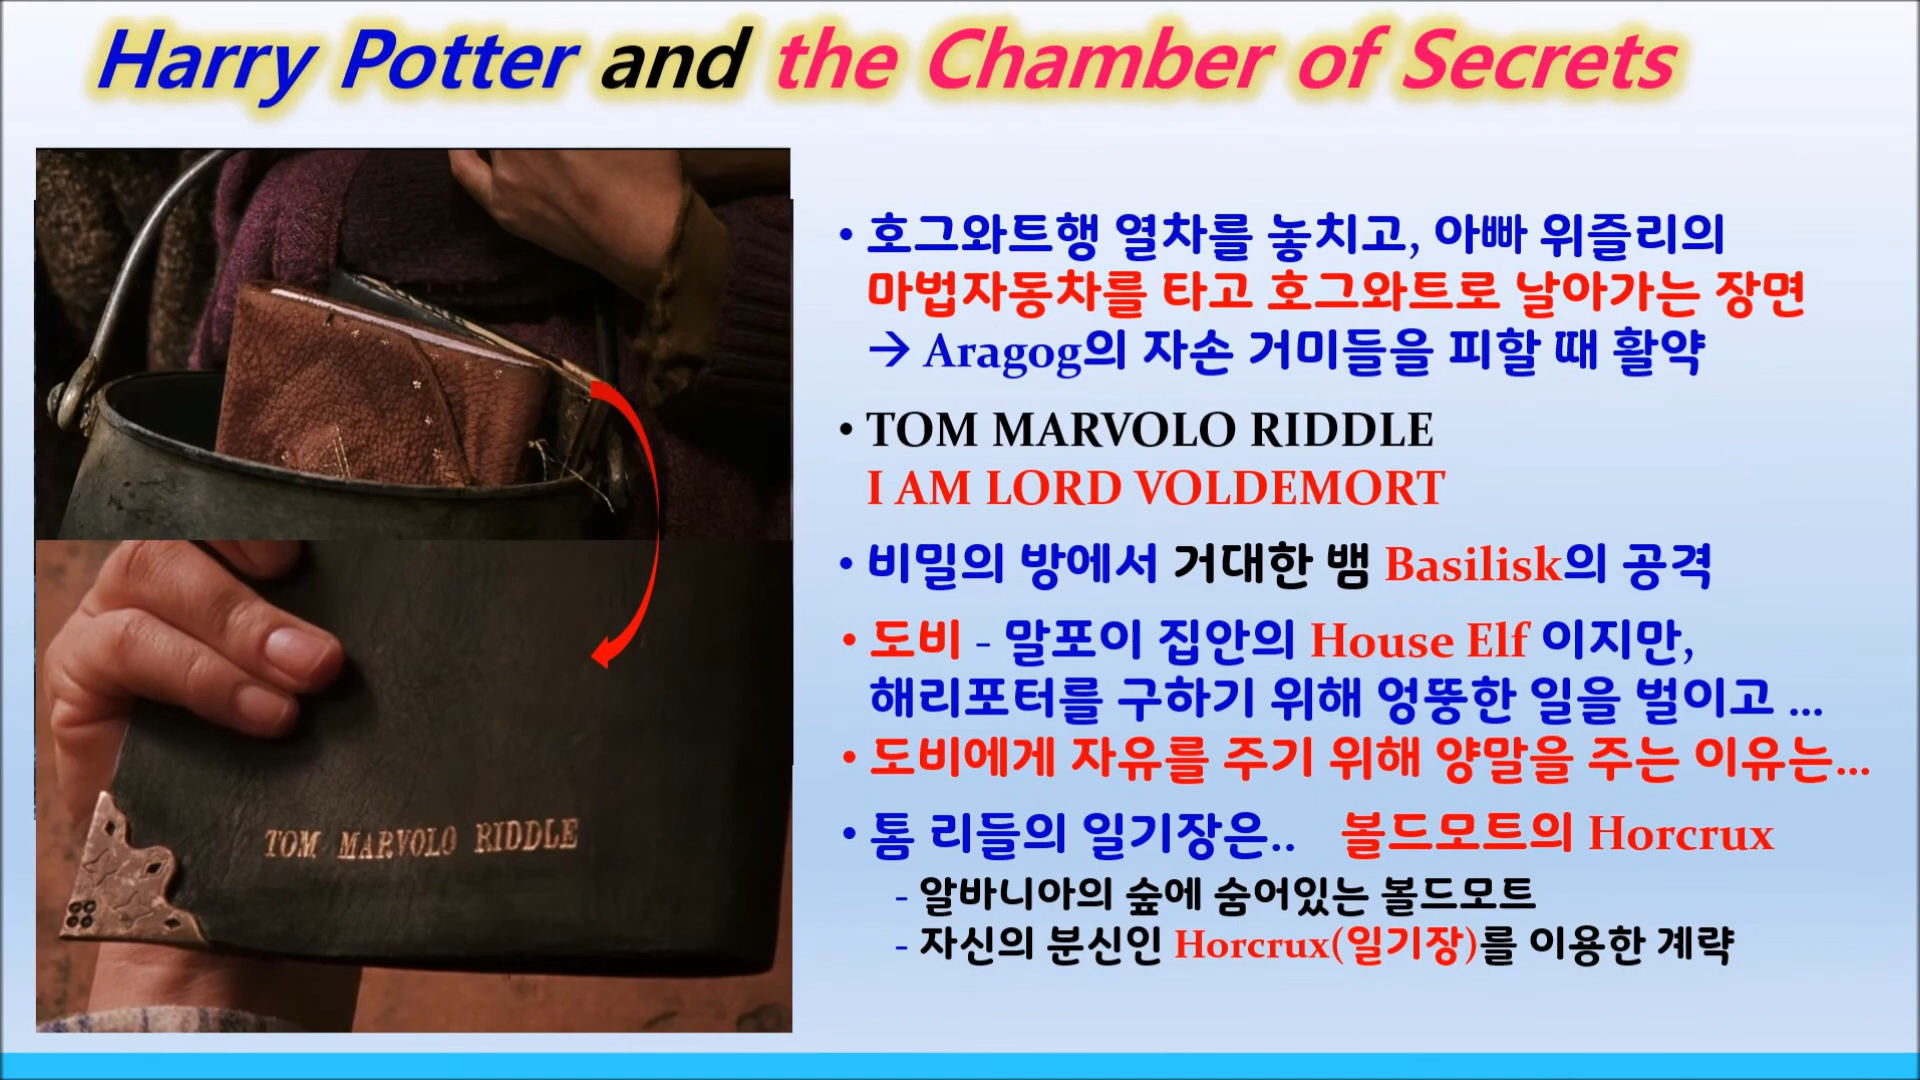 Harry Potter and the Chamber of Secrets
• 호그와트행 열차를 놓치고, 아빠 위즐리의
마법자동차를 타고 호그와트로 날아가는 장면
→ Aragog의 자손 거미들을 피할 때 활약
• TOM MARVOLO RIDDLE
I AM LORD VOLDEMORT
• 비밀의 방에서 거대한 뱀 Basilisk의 공격
• 도비 - 말포이 집안의 House Elf 이지만,
해리포터를 구하기 위해 엉뚱한 일을 벌이고 ...
• 도비에게 자유를 주기 위해 양말을 주는 이유는...
• 톰 리들의 일기장은.. 볼드모트의 Horcrux
- 알바니아의 숲에 숨어있는 볼드모트
- 자신의 분신인 Horcrux(일기장)를 이용한 계략
TOM MARVOLO RIDDLE